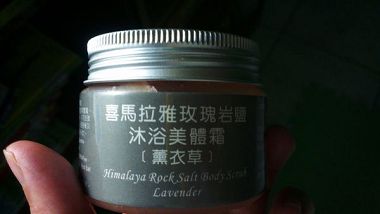 喜馬拉雅玫瑰岩鹽
沐浴美體霜
〔薰衣草〕
Himalaya Rock Salt Body Scrub
Lavender